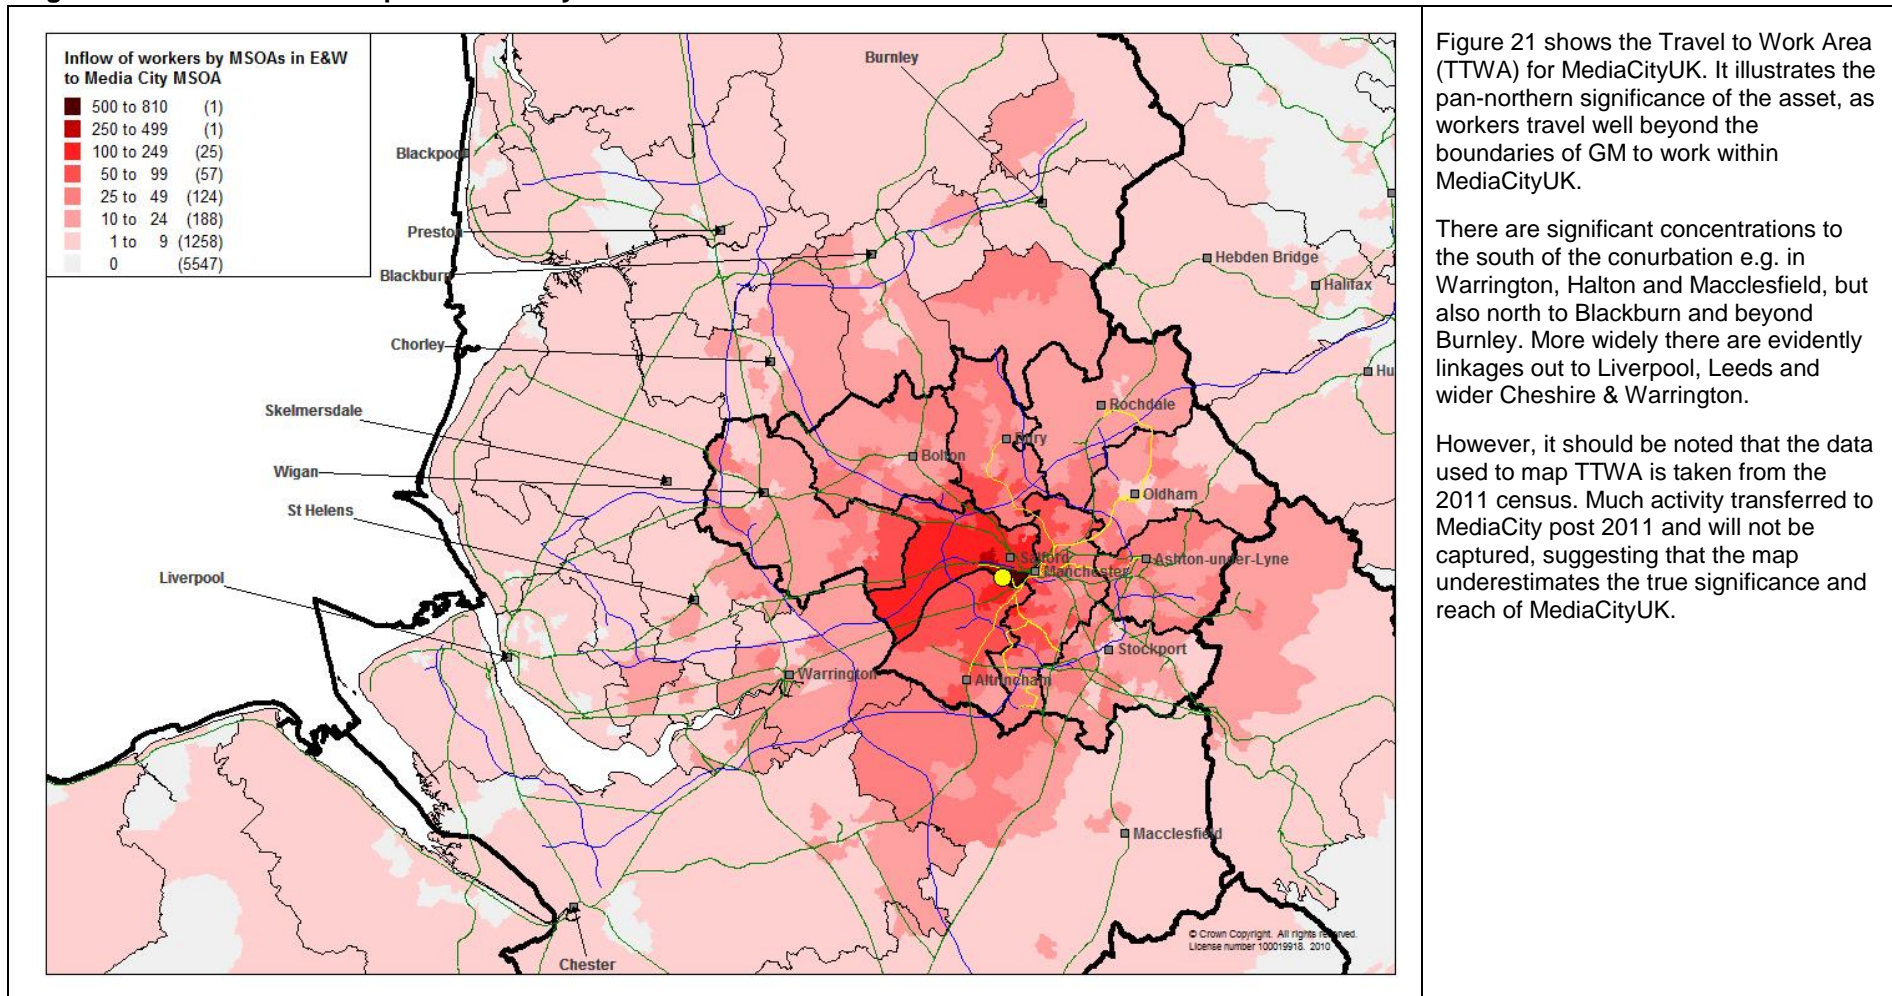 Inflow of workers by MSOAs in E&W
to Media City MSOA
500 to 810 (1)
250 to 499 (1)
100 to 249 (25)
50 to 99 (57)
25 to 49 (124)
10 to 24 (188)
1 to 9 (1258)
0 (5547)
Burnley
Blackpool
Preston
Blackburn
Hebden Bridge
Halifax
Chorley
Hu
Skelmersdale
Rochdale
Bury
Bolton
Wigan
Oldham
St Helens
Salford
Ashton-under-Lyne
Manchester
Liverpool
Stockport
Warrington
Altrincham
Macclesfield
Chester
© Crown Copyright. All rights reserved.
License number 100019918. 2010
Figure 21 shows the Travel to Work Area
(TTWA) for MediaCityUK. It illustrates the
pan-northern significance of the asset, as
workers travel well beyond the
boundaries of GM to work within
MediaCityUK.
There are significant concentrations to
the south of the conurbation e.g. in
Warrington, Halton and Macclesfield, but
also north to Blackburn and beyond
Burnley. More widely there are evidently
linkages out to Liverpool, Leeds and
wider Cheshire & Warrington.
However, it should be noted that the data
used to map TTWA is taken from the
2011 census. Much activity transferred to
MediaCity post 2011 and will not be
captured, suggesting that the map
underestimates the true significance and
reach of MediaCityUK.